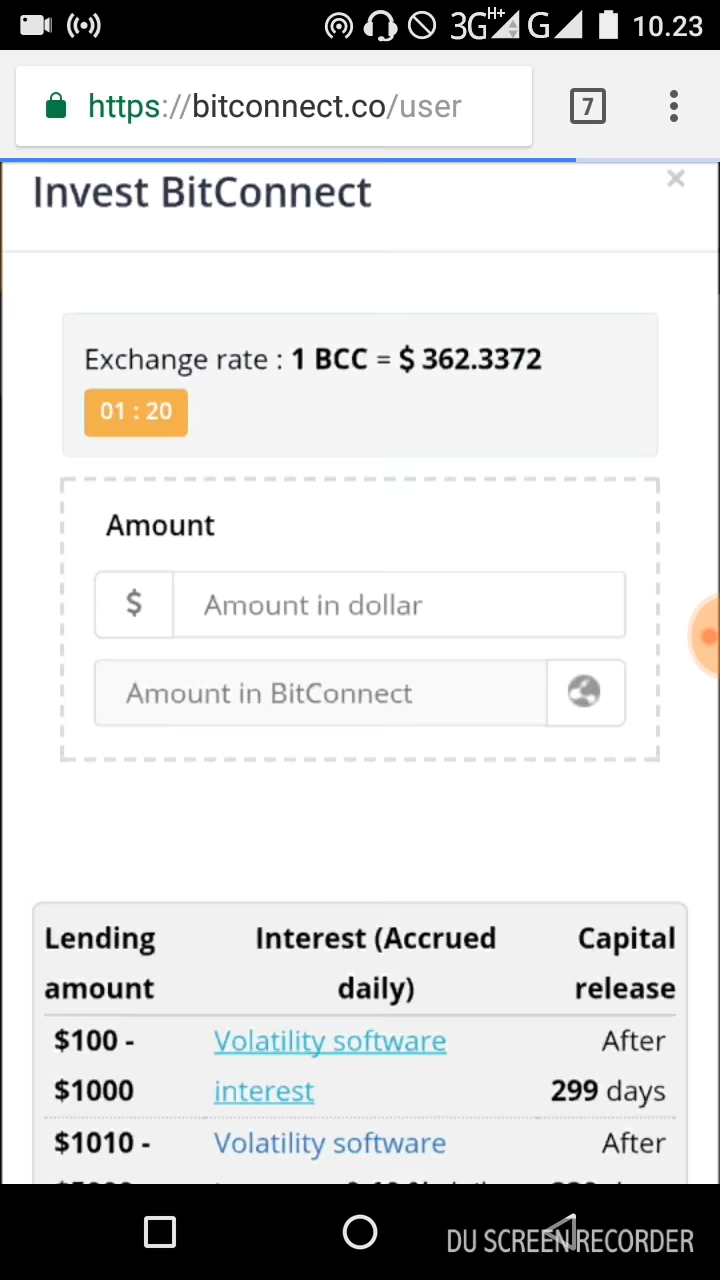 3G H+ G 10.23
https://bitconnect.co/user 7
Invest BitConnect ×
Exchange rate : 1 BCC = $ 362.3372
01 : 20
Amount
$ Amount in dollar
Amount in BitConnect
Lending Interest (Accrued Capital
amount daily) release
$100 - Volatility software After
$1000 interest 299 days
$1010 - Volatility software After
DU SCREEN RECORDER